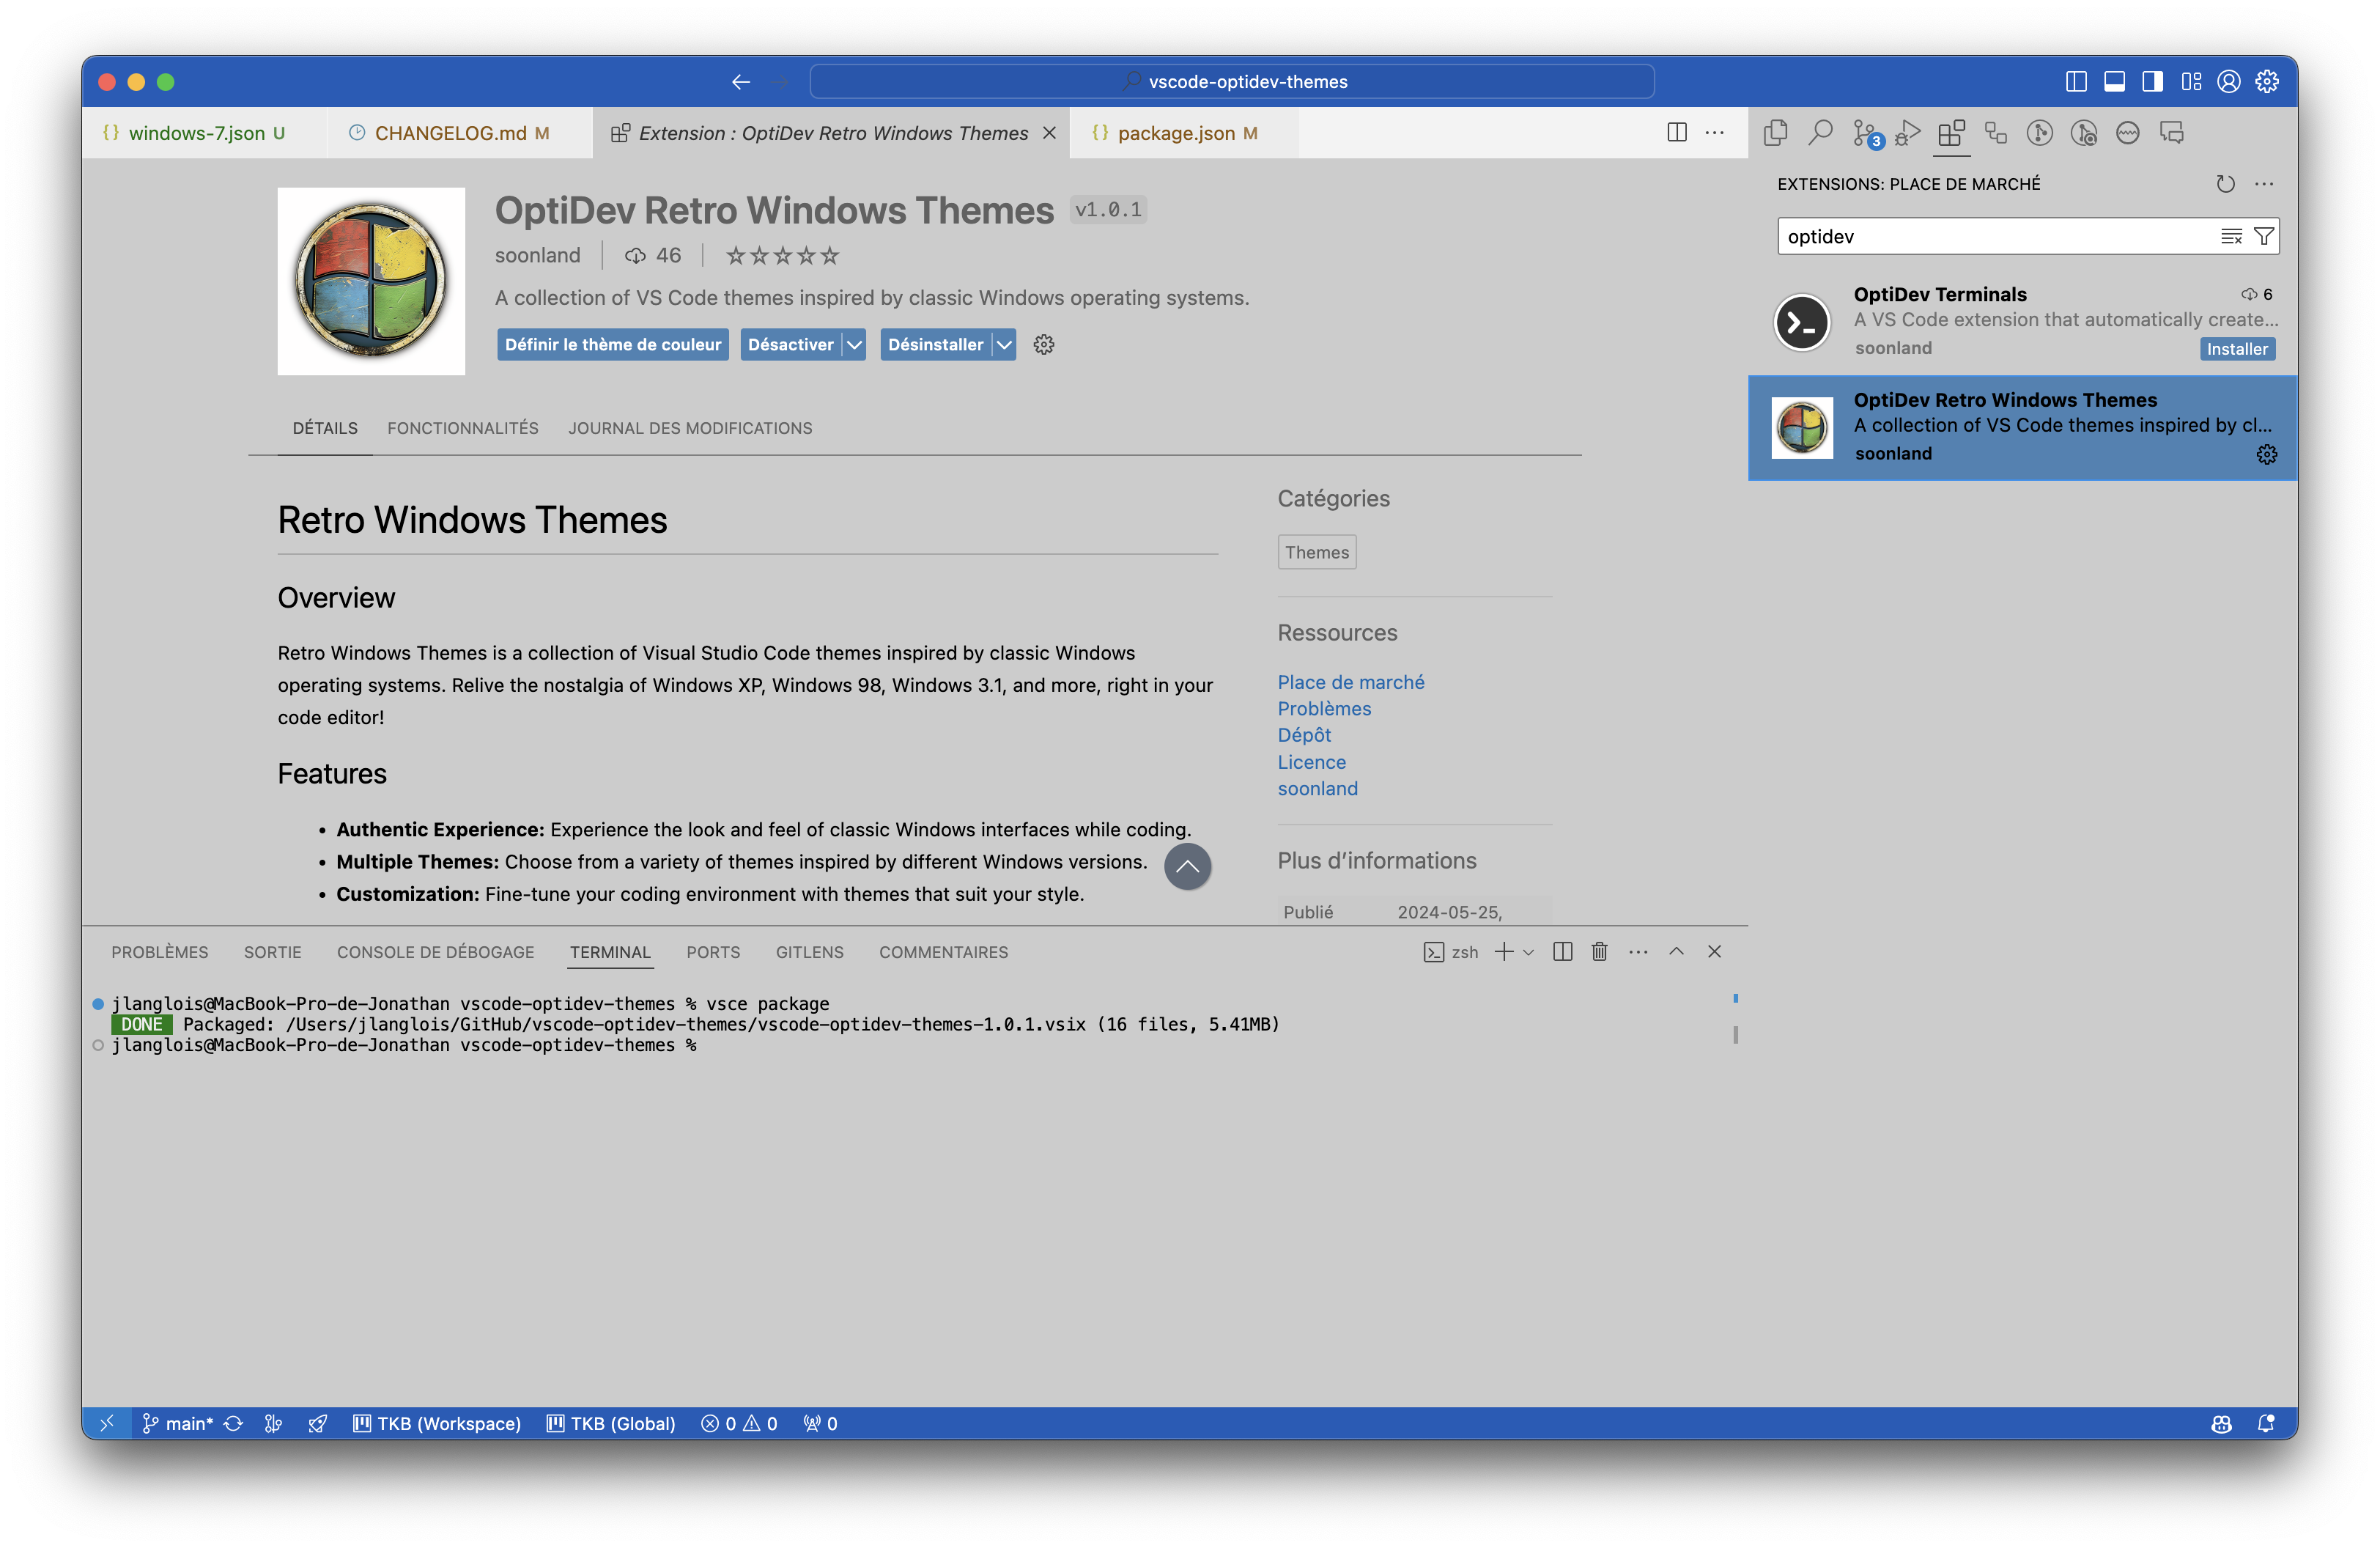 vscode-optidev-themes
windows-7.json U
CHANGELOG.md M
Extension : OptiDev Retro Windows Themes
package.json M
3
OptiDev Retro Windows Themes v1.0.1
soonland
46
A collection of VS Code themes inspired by classic Windows operating systems.
Définir le thème de couleur
Désactiver
Désinstaller
DÉTAILS
FONCTIONNALITÉS
JOURNAL DES MODIFICATIONS
Retro Windows Themes
Overview
Retro Windows Themes is a collection of Visual Studio Code themes inspired by classic Windows
operating systems. Relive the nostalgia of Windows XP, Windows 98, Windows 3.1, and more, right in your
code editor!
Features
• Authentic Experience: Experience the look and feel of classic Windows interfaces while coding.
• Multiple Themes: Choose from a variety of themes inspired by different Windows versions.
• Customization: Fine-tune your coding environment with themes that suit your style.
Catégories
Themes
Ressources
Place de marché
Problèmes
Dépôt
Licence
soonland
Plus d’informations
Publié 2024-05-25,
EXTENSIONS: PLACE DE MARCHÉ
optidev
OptiDev Terminals 6
A VS Code extension that automatically create...
soonland Installer
OptiDev Retro Windows Themes
A collection of VS Code themes inspired by cl...
soonland
PROBLÈMES
SORTIE
CONSOLE DE DÉBOGAGE
TERMINAL
PORTS
GITLENS
COMMENTAIRES
zsh
jlanglois@MacBook-Pro-de-Jonathan vscode-optidev-themes % vsce package
DONE Packaged: /Users/jlanglois/GitHub/vscode-optidev-themes/vscode-optidev-themes-1.0.1.vsix (16 files, 5.41MB)
jlanglois@MacBook-Pro-de-Jonathan vscode-optidev-themes %
main*
TKB (Workspace)
TKB (Global)
0
0
0